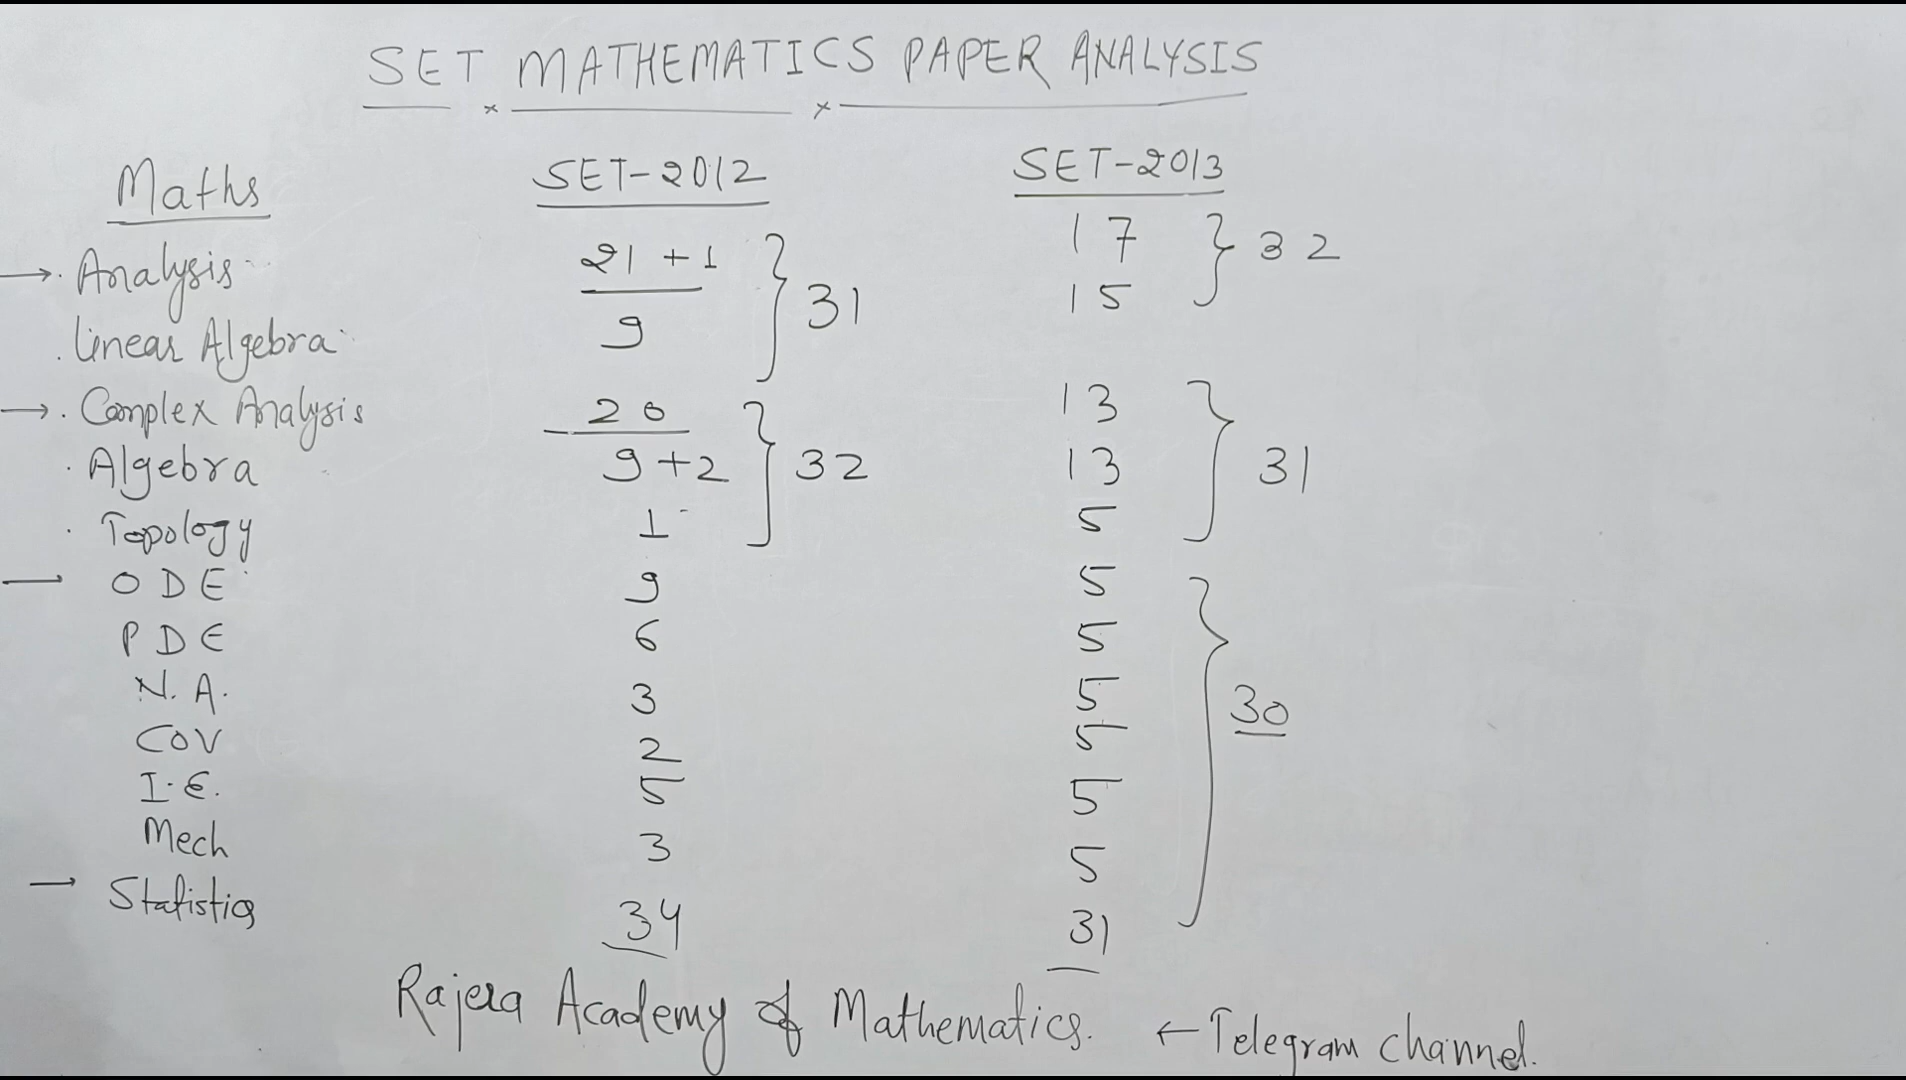 SET MATHEMATICS PAPER ANALYSIS
Maths SET-2012 SET-2013
→. Analysis 21 + 1 } 31 17 } 32
. Linear Algebra 9 15
→. Complex Analysis 20 } 32 13 } 31
. Algebra 9+2 13
. Topology 1 5
— ODE 9 5 } 30
PDE 6 5
N.A. 3 5
COV 2 5
I.E. 5 5
Mech 3 5
→ Statistics 34 31
Rajera Academy of Mathematics. ← Telegram channel.